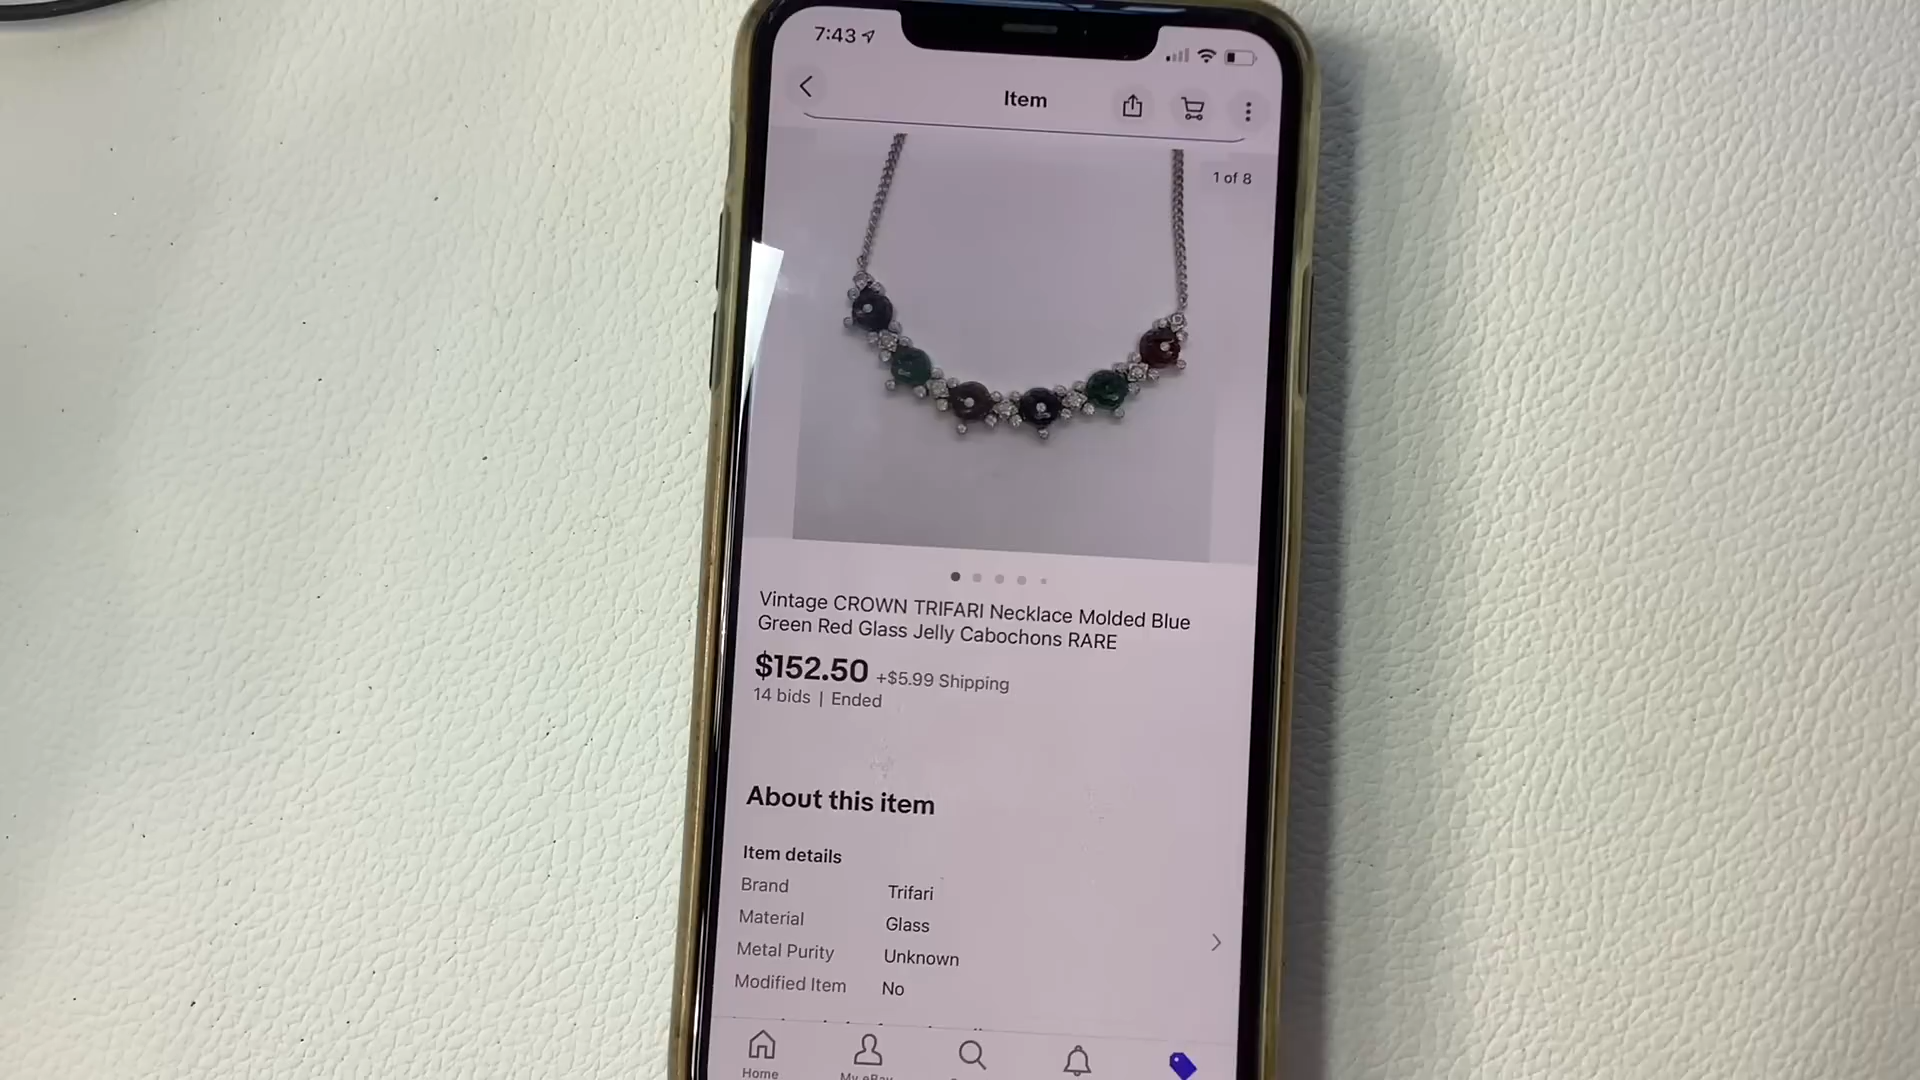 7:43
Item
1 of 8
Vintage CROWN TRIFARI Necklace Molded Blue
Green Red Glass Jelly Cabochons RARE
$152.50 +$5.99 Shipping
14 bids | Ended
About this item
Item details
Brand Trifari
Material Glass
Metal Purity Unknown
Modified Item No
Home My eBay